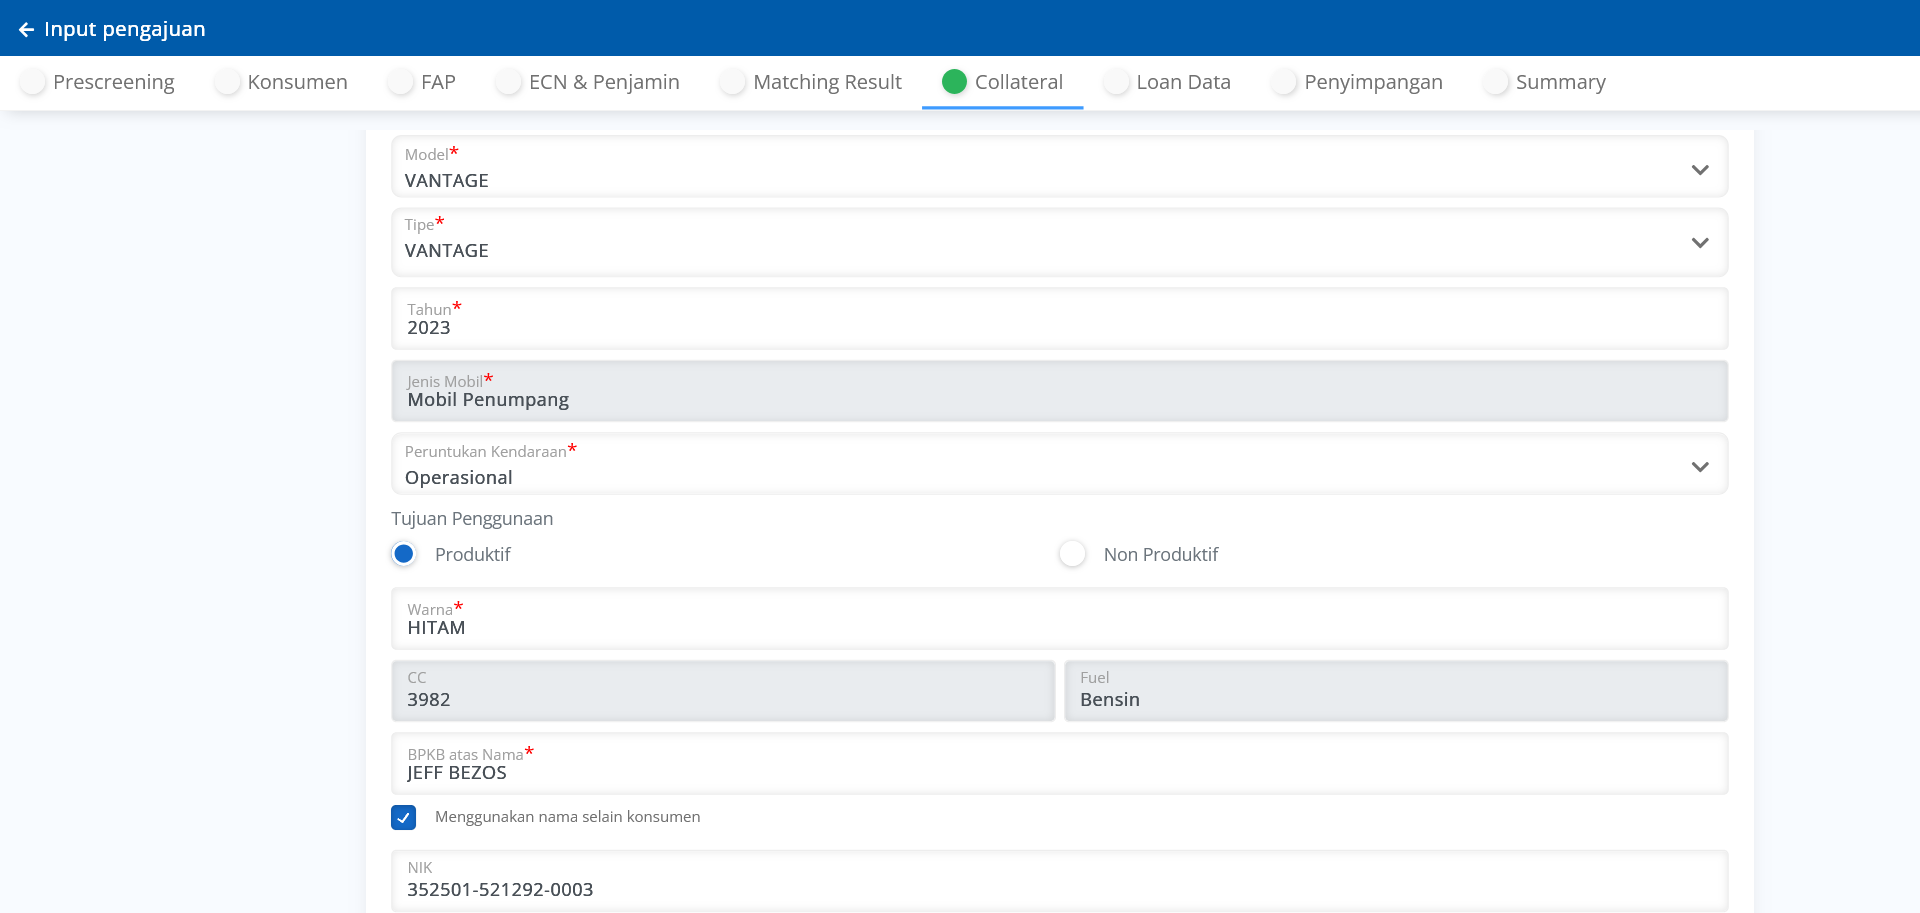 Input pengajuan
Prescreening Konsumen FAP ECN & Penjamin Matching Result Collateral Loan Data Penyimpangan Summary
Model*
VANTAGE
Tipe*
VANTAGE
Tahun*
2023
Jenis Mobil*
Mobil Penumpang
Peruntukan Kendaraan*
Operasional
Tujuan Penggunaan
Produktif Non Produktif
Warna*
HITAM
CC
3982
Fuel
Bensin
BPKB atas Nama*
JEFF BEZOS
Menggunakan nama selain konsumen
NIK
352501-521292-0003